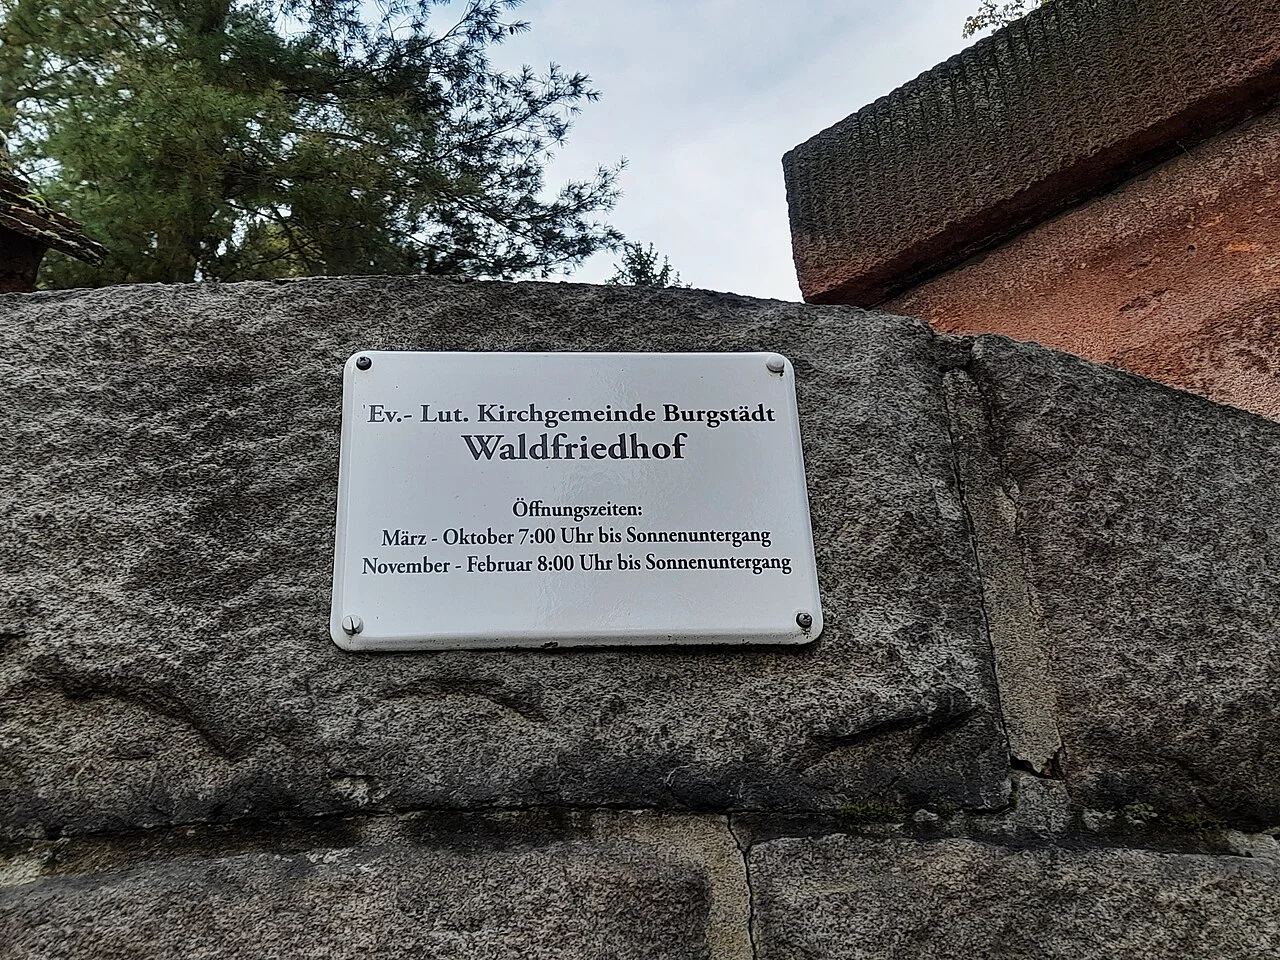 Ev.- Lut. Kirchgemeinde Burgstädt
Waldfriedhof
Öffnungszeiten:
März - Oktober 7:00 Uhr bis Sonnenuntergang
November - Februar 8:00 Uhr bis Sonnenuntergang